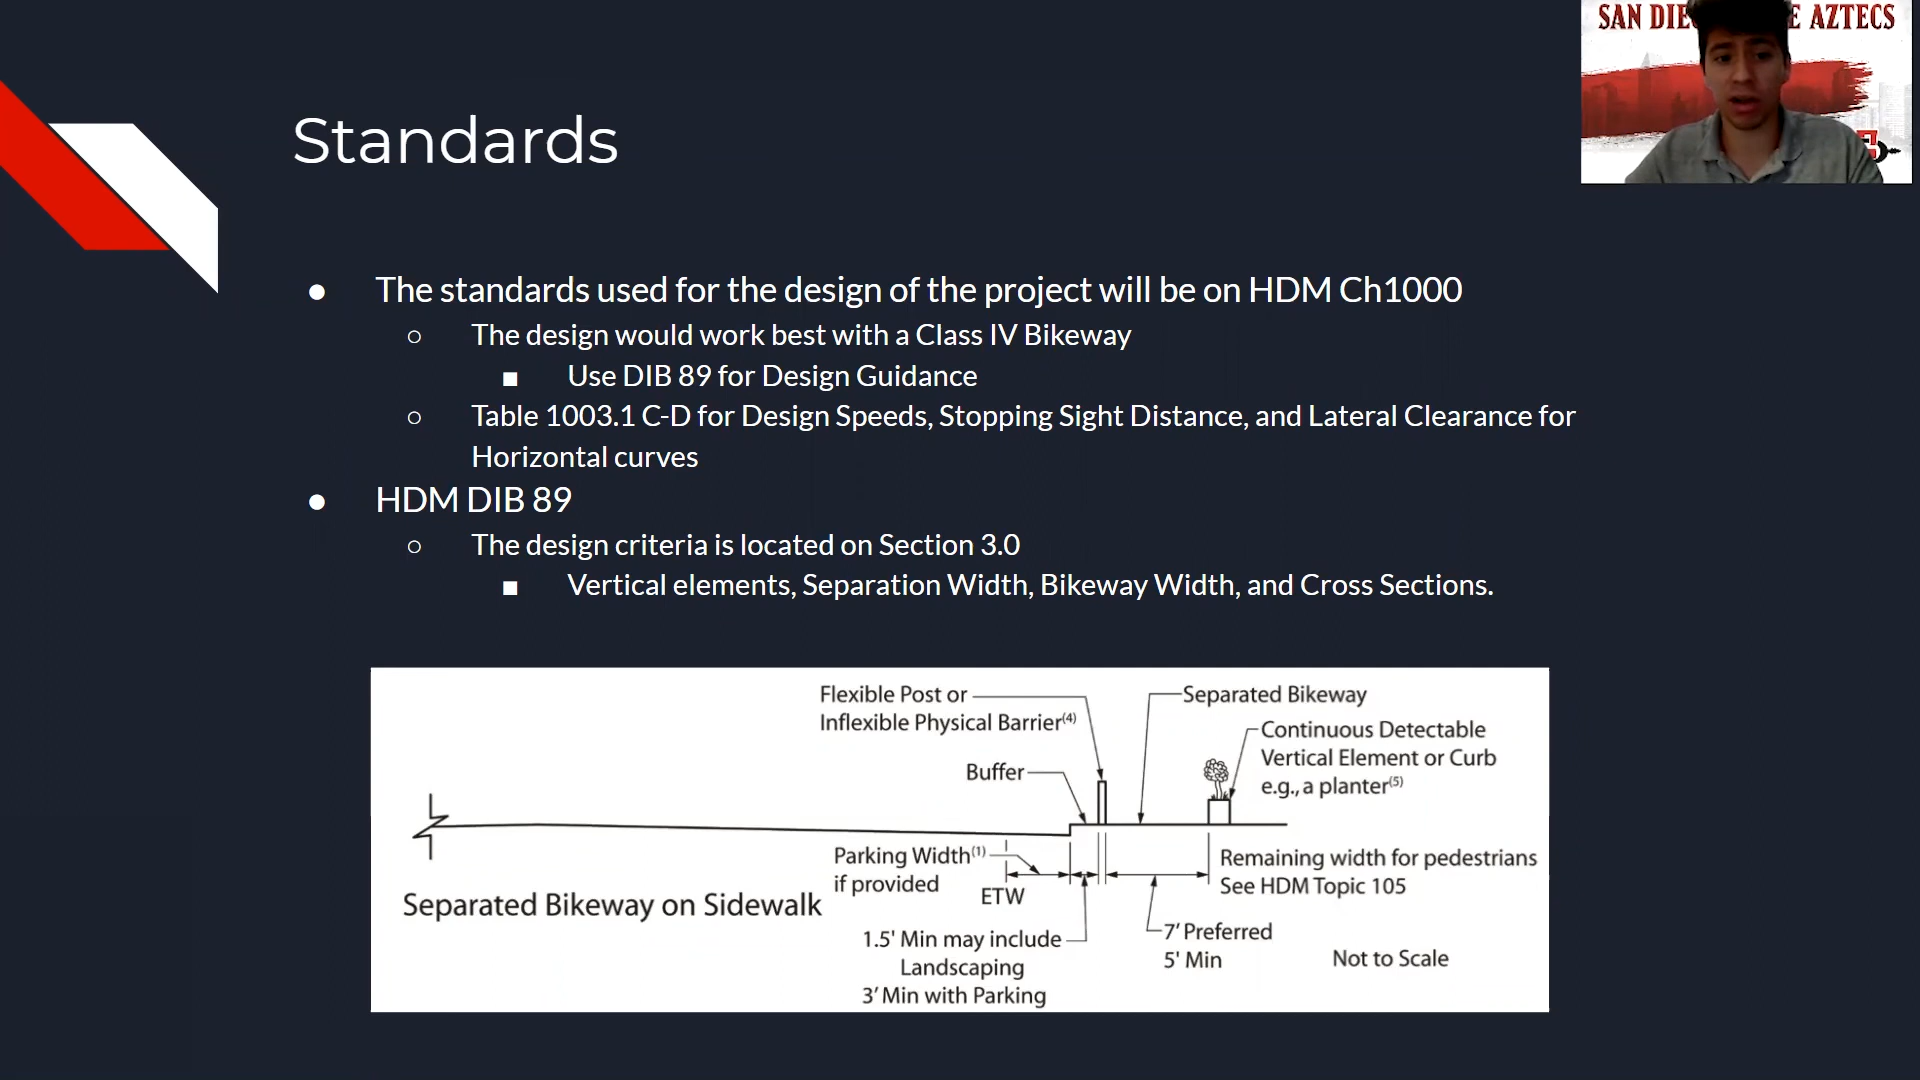 SAN DIE E AZTECS
Standards
● The standards used for the design of the project will be on HDM Ch1000
○ The design would work best with a Class IV Bikeway
■ Use DIB 89 for Design Guidance
○ Table 1003.1 C-D for Design Speeds, Stopping Sight Distance, and Lateral Clearance for
Horizontal curves
● HDM DIB 89
○ The design criteria is located on Section 3.0
■ Vertical elements, Separation Width, Bikeway Width, and Cross Sections.
Flexible Post or
Inflexible Physical Barrier(4)
Separated Bikeway
Continuous Detectable
Vertical Element or Curb
e.g., a planter(5)
Buffer
Parking Width(1)
if provided
ETW
Remaining width for pedestrians
See HDM Topic 105
Separated Bikeway on Sidewalk
1.5' Min may include
Landscaping
3' Min with Parking
7' Preferred
5' Min
Not to Scale